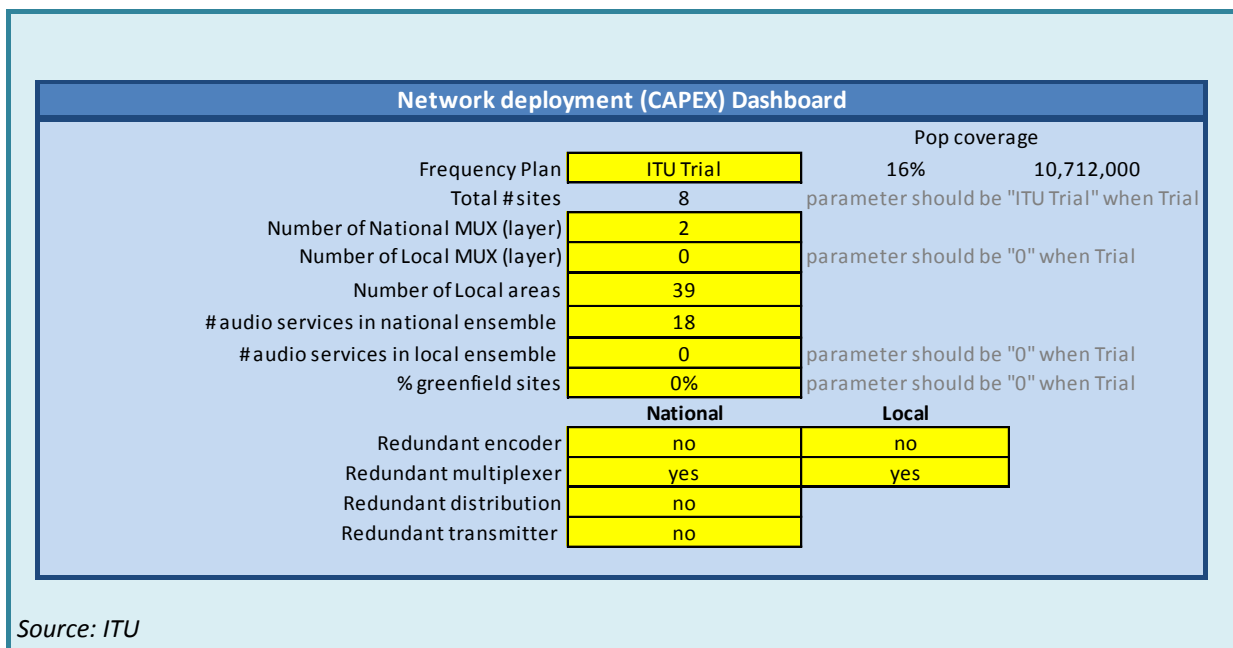 Network deployment (CAPEX) Dashboard
Pop coverage
Frequency Plan ITU Trial 16% 10,712,000
Total # sites 8 parameter should be "ITU Trial" when Trial
Number of National MUX (layer) 2
Number of Local MUX (layer) 0 parameter should be "0" when Trial
Number of Local areas 39
# audio services in national ensemble 18
# audio services in local ensemble 0 parameter should be "0" when Trial
% greenfield sites 0% parameter should be "0" when Trial
National Local
Redundant encoder no no
Redundant multiplexer yes yes
Redundant distribution no
Redundant transmitter no
Source: ITU